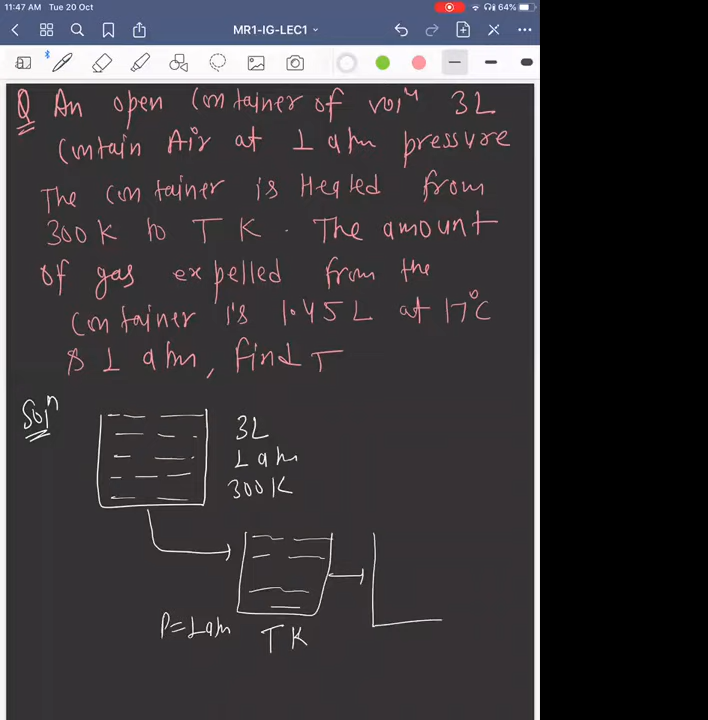 11:47 AM Tue 20 Oct
64%
MR1-IG-LEC1
Q An open container of volⁿ 3L
contain Air at 1 atm pressure
The container is Heated from
300K to T K. The amount
of gas expelled from the
container is 1.45L at 17°C
& 1 atm, find T
Solⁿ
3L
1 atm
300K
P=1atm
T K